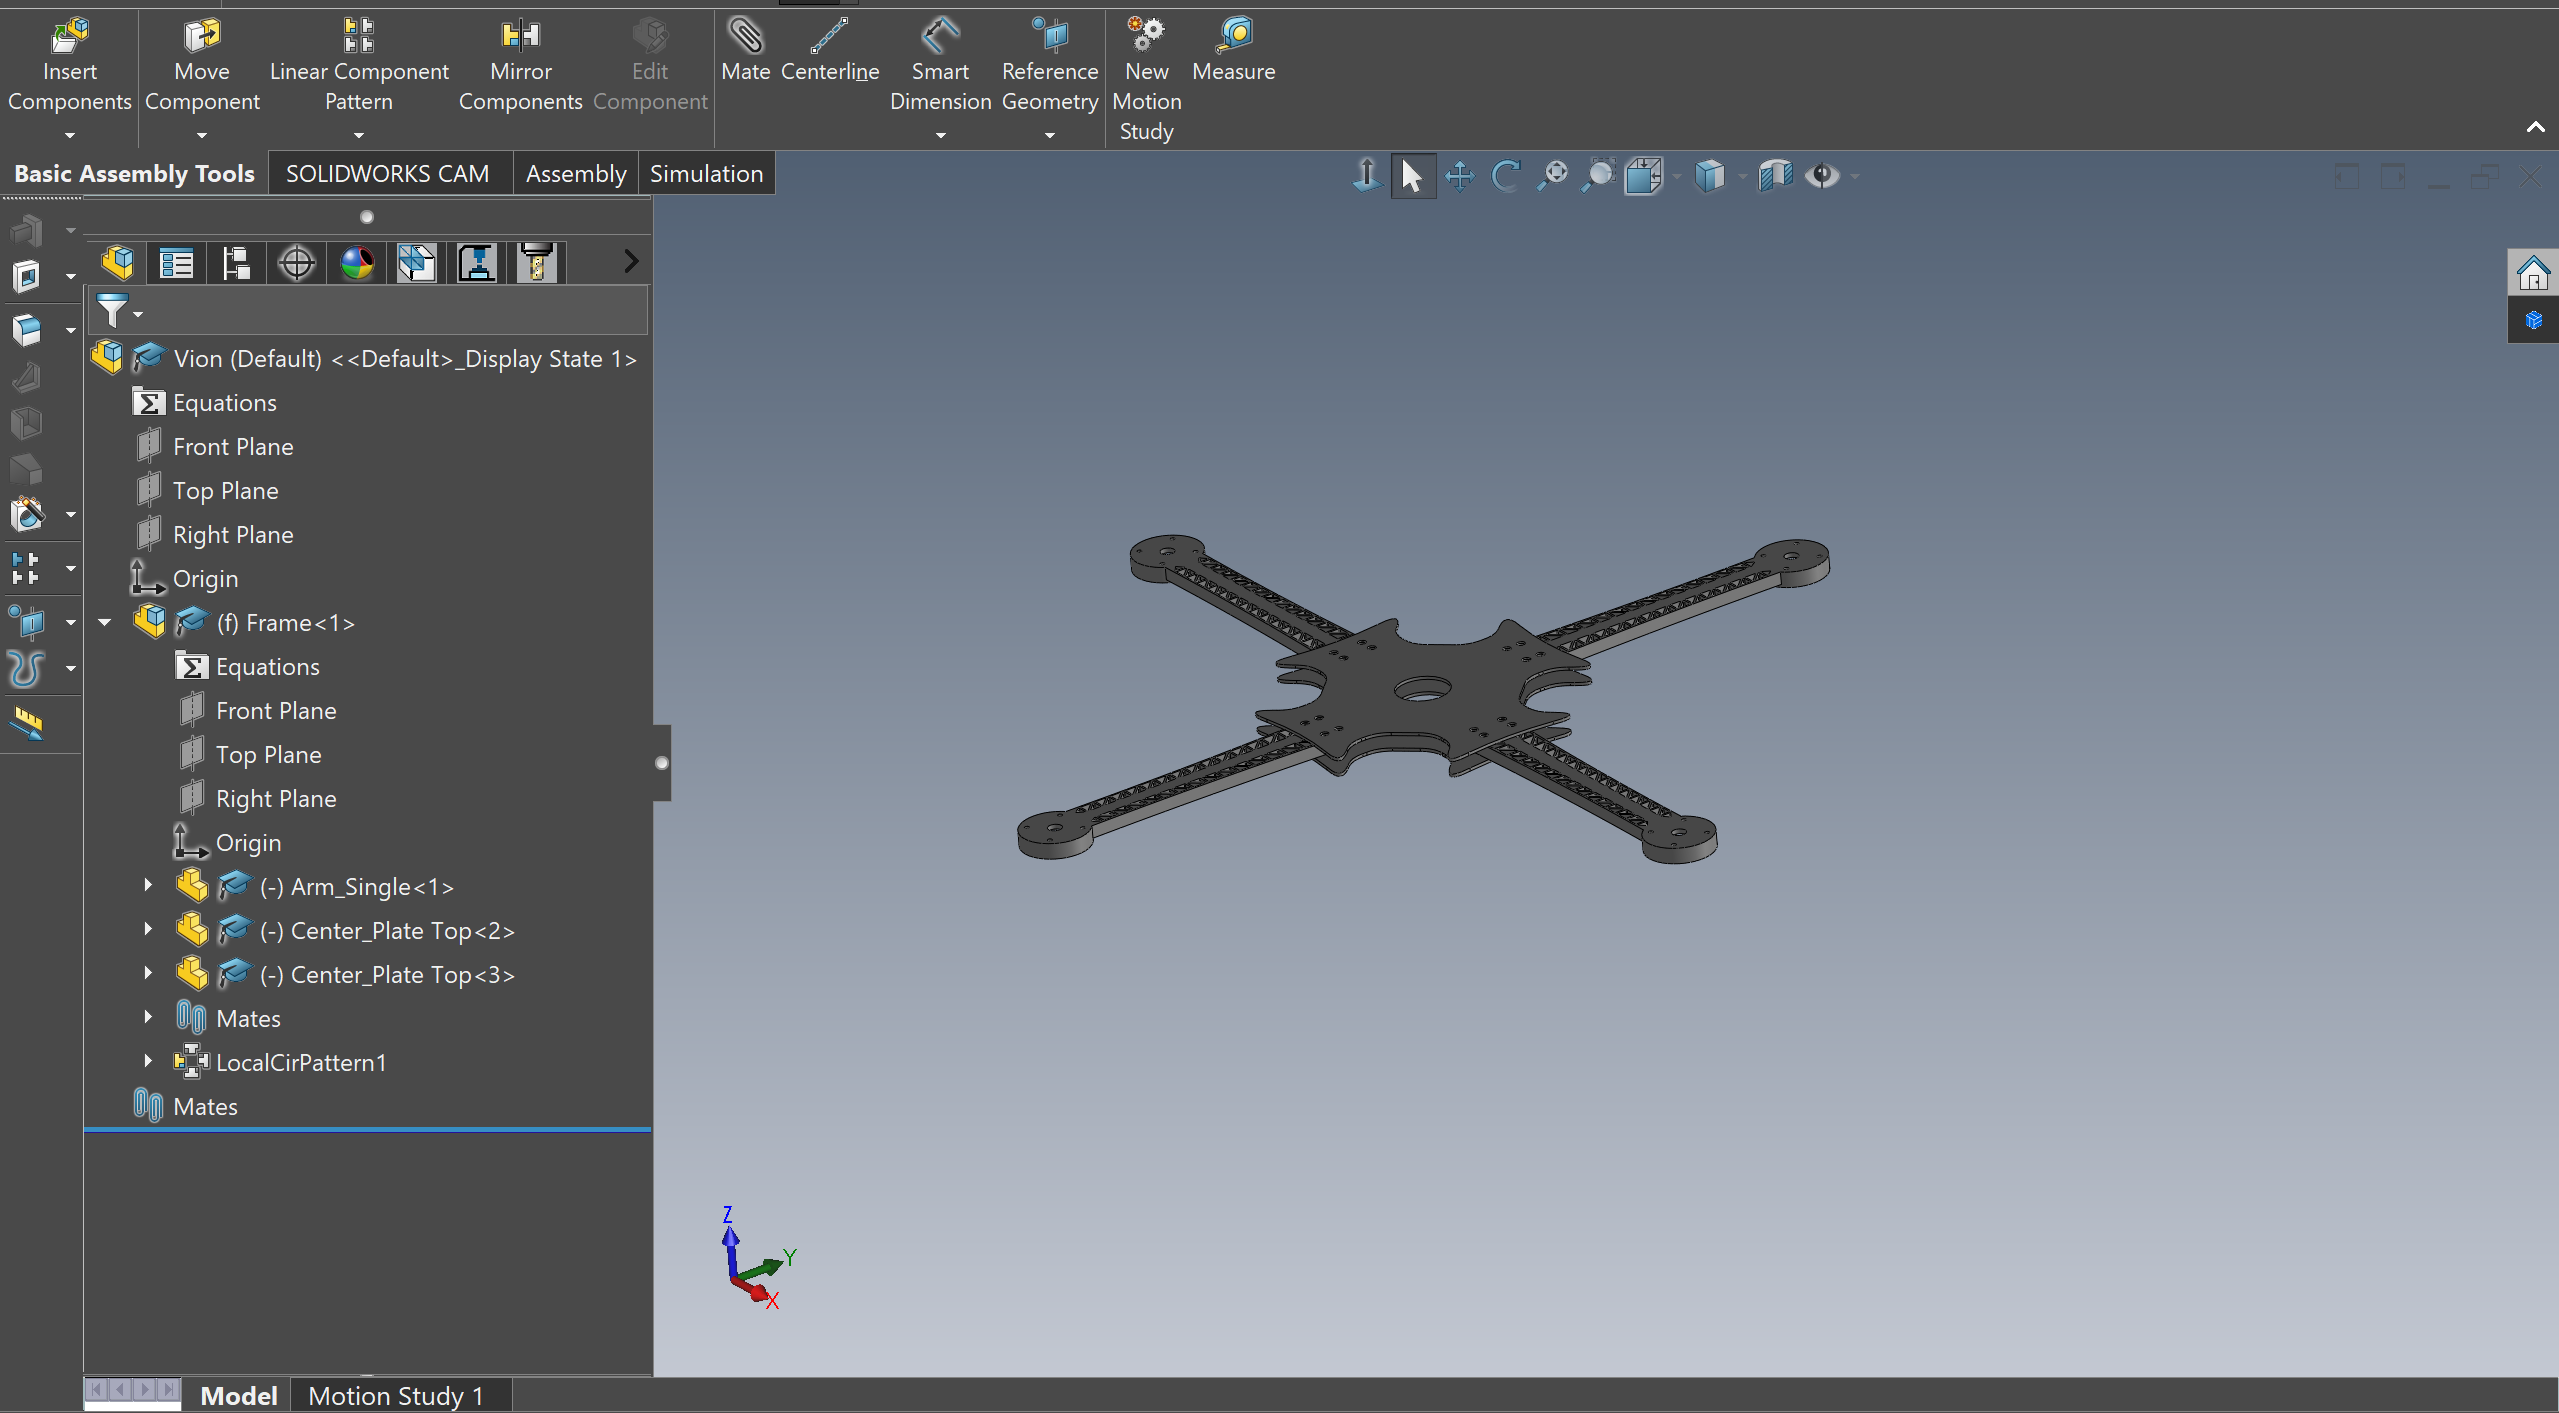 Insert Components
Move Component
Linear Component Pattern
Mirror Components
Edit Component
Mate
Centerline
Smart Dimension
Reference Geometry
New Motion Study
Measure
Basic Assembly Tools
SOLIDWORKS CAM
Assembly
Simulation
Vion (Default) <<Default>_Display State 1>
Equations
Front Plane
Top Plane
Right Plane
Origin
(f) Frame<1>
Equations
Front Plane
Top Plane
Right Plane
Origin
(-) Arm_Single<1>
(-) Center_Plate Top<2>
(-) Center_Plate Top<3>
Mates
LocalCirPattern1
Mates
Z
Y
X
Model
Motion Study 1